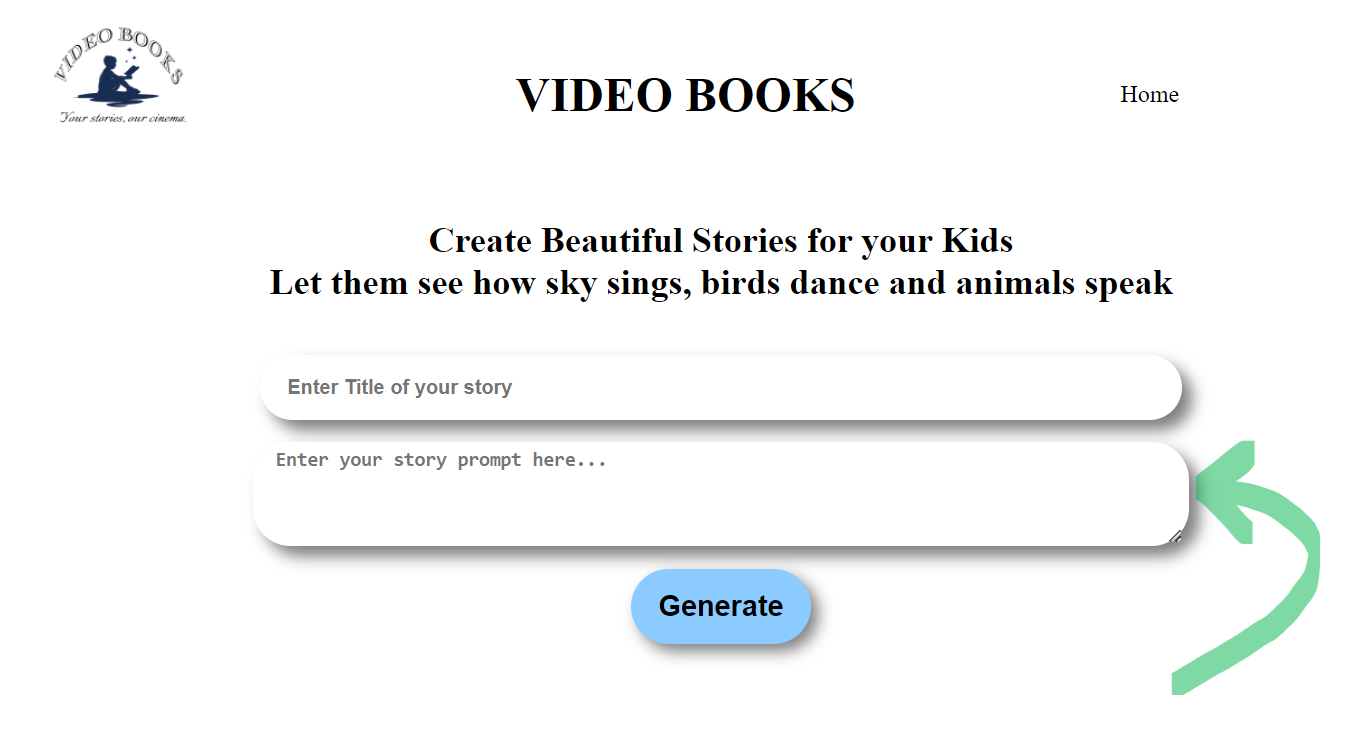 VIDEO BOOKS
Your stories, our cinema.
VIDEO BOOKS
Home
Create Beautiful Stories for your Kids
Let them see how sky sings, birds dance and animals speak
Enter Title of your story
Enter your story prompt here...
Generate